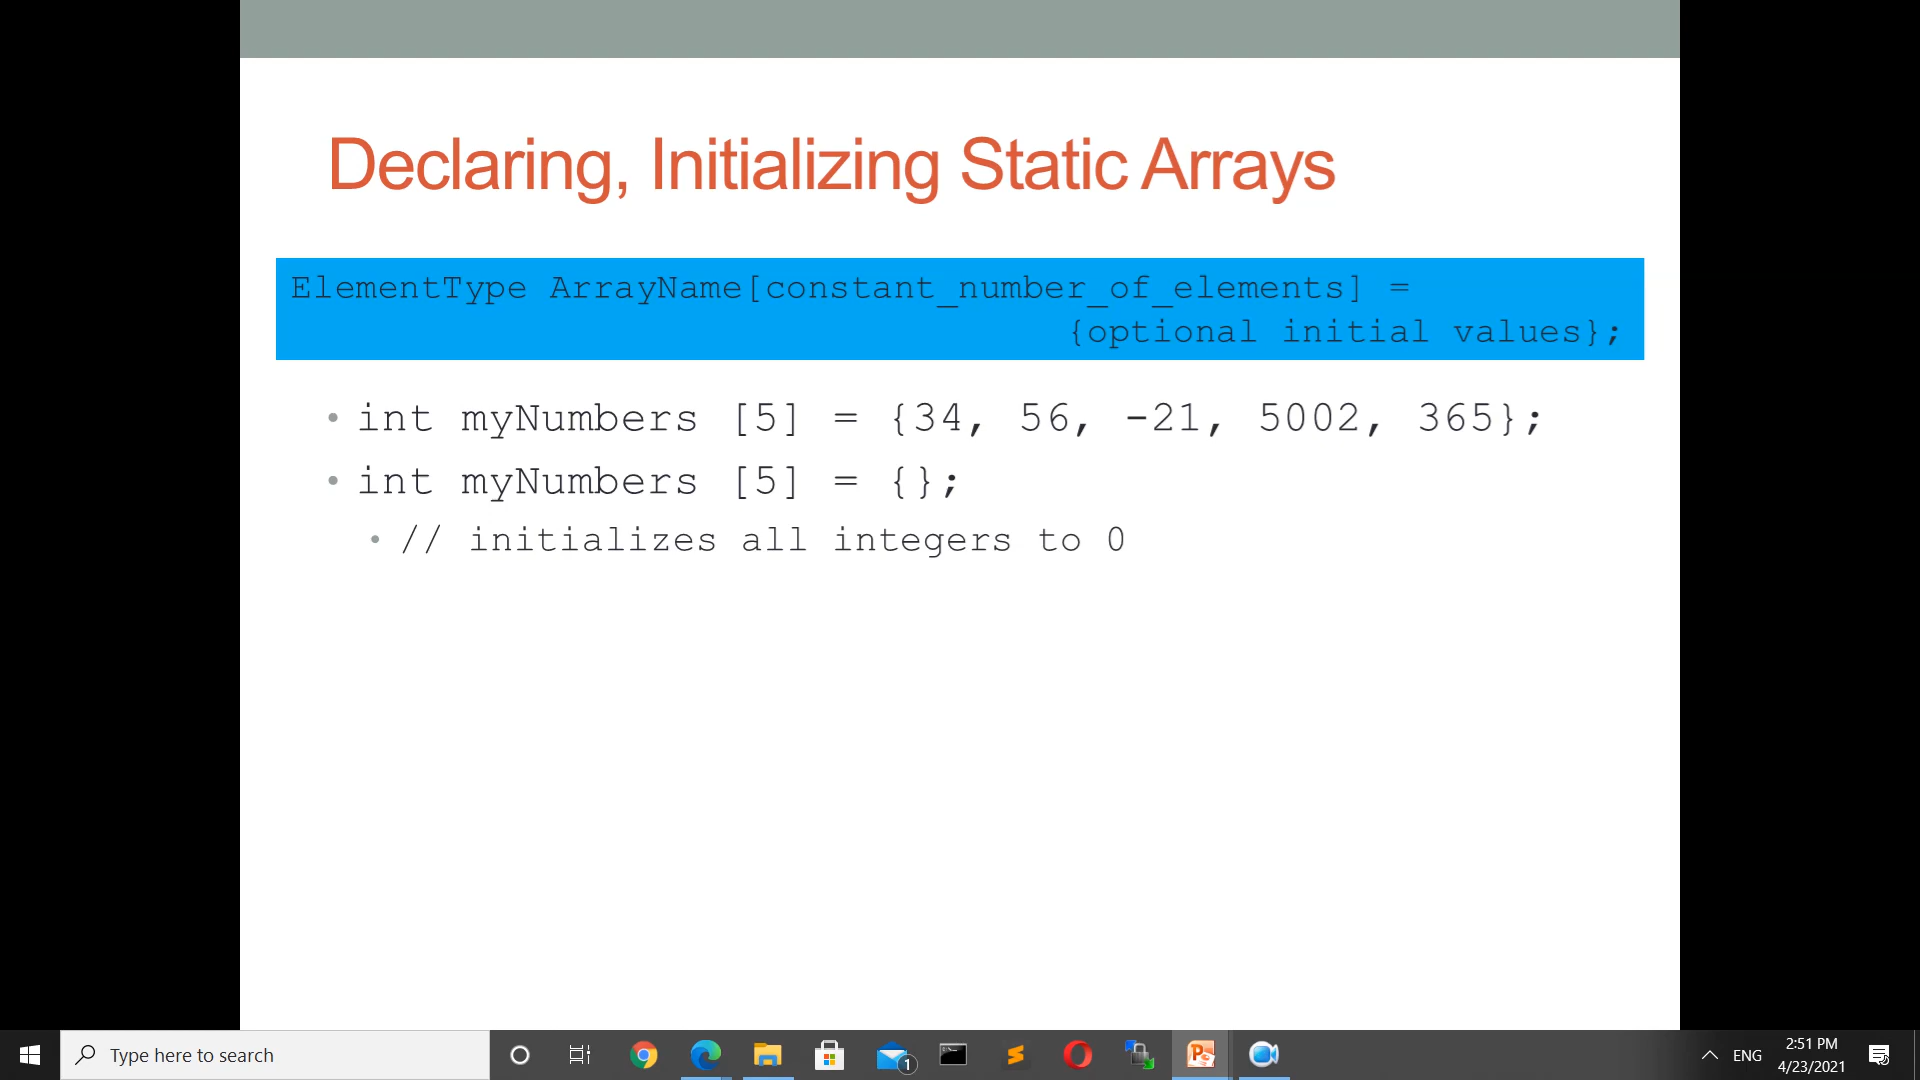 Declaring, Initializing Static Arrays
ElementType ArrayName[constant_number_of_elements] =
{optional initial values};
• int myNumbers [5] = {34, 56, -21, 5002, 365};
• int myNumbers [5] = {};
• // initializes all integers to 0
Type here to search
1
ENG
2:51 PM
4/23/2021